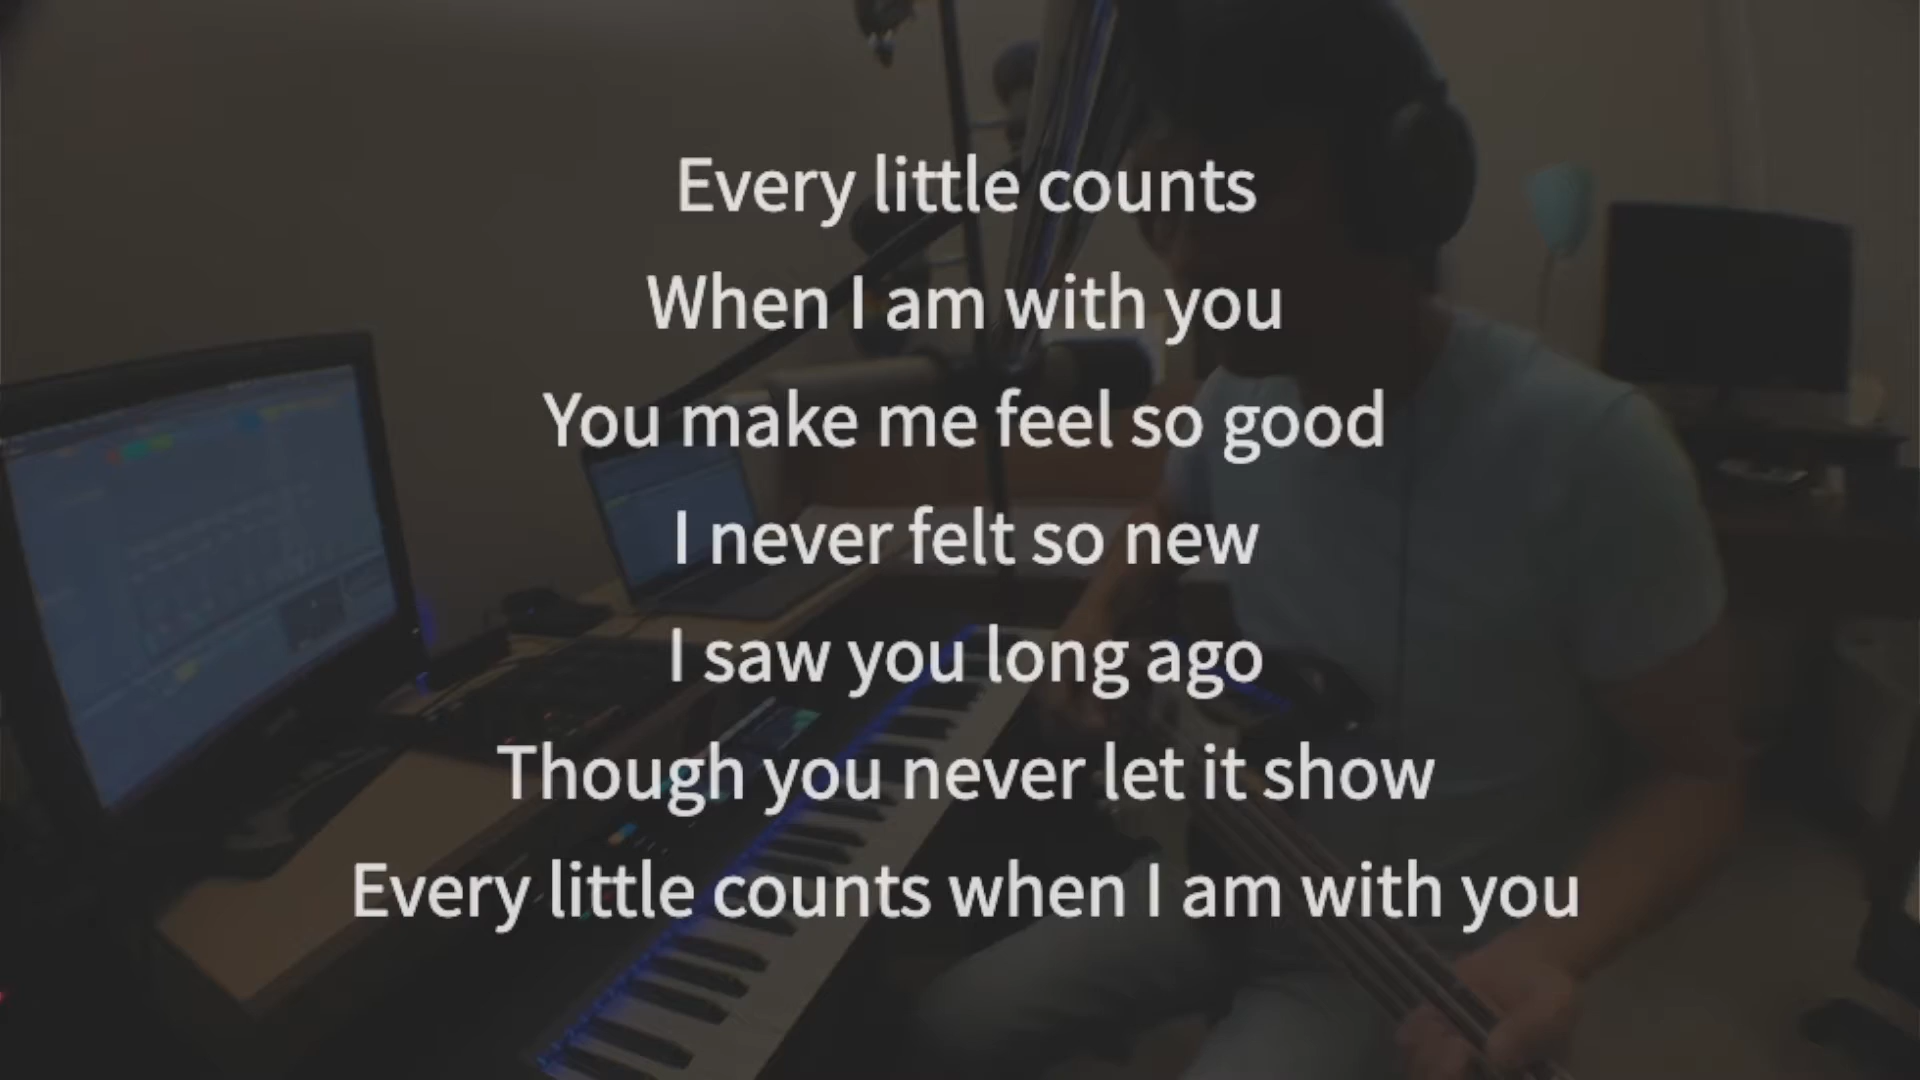 Every little counts
When I am with you
You make me feel so good
I never felt so new
I saw you long ago
Though you never let it show
Every little counts when I am with you